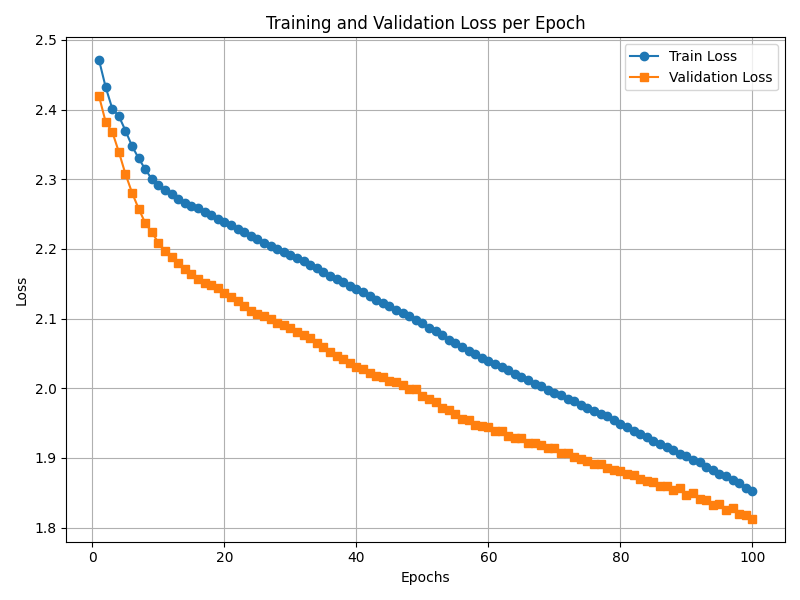 Training and Validation Loss per Epoch
Train Loss
Validation Loss
2.5
2.4
2.3
2.2
2.1
2.0
1.9
1.8
Loss
0 20 40 60 80 100
Epochs